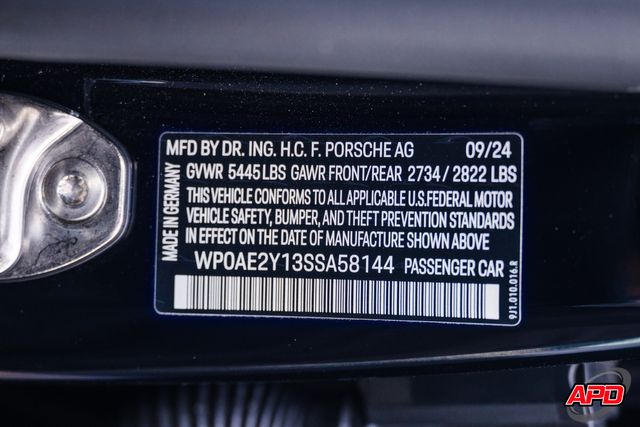 MFD BY DR. ING. H.C. F. PORSCHE AG 09/24
GVWR 5445 LBS GAWR FRONT/REAR 2734 / 2822 LBS
THIS VEHICLE CONFORMS TO ALL APPLICABLE U.S.FEDERAL MOTOR
VEHICLE SAFETY, BUMPER, AND THEFT PREVENTION STANDARDS
IN EFFECT ON THE DATE OF MANUFACTURE SHOWN ABOVE
WP0AE2Y13SSA58144 PASSENGER CAR
MADE IN GERMANY
9J1.010.016.R
APD